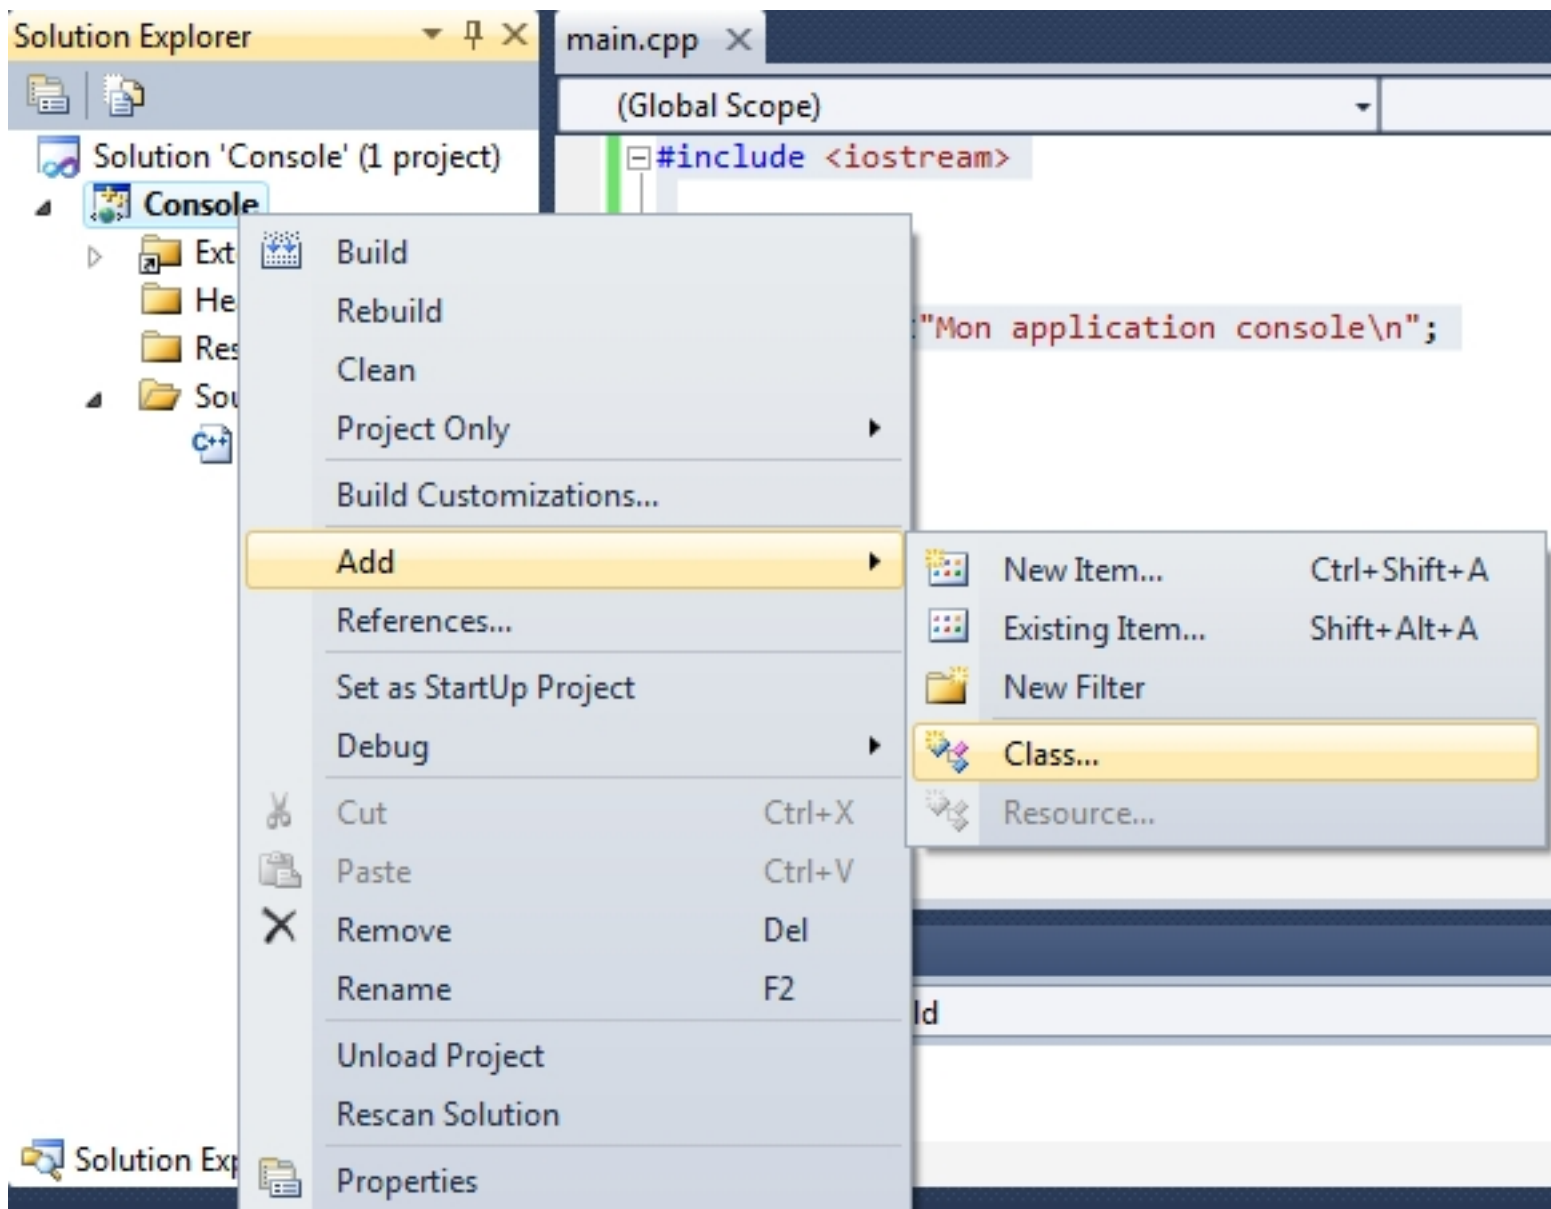 Solution Explorer
main.cpp
(Global Scope)
Solution 'Console' (1 project)
#include <iostream>
Console
Ext
He
Res
Sou
C++
"Mon application console\n";
Build
Rebuild
Clean
Project Only
Build Customizations...
Add
References...
Set as StartUp Project
Debug
Cut Ctrl+X
Paste Ctrl+V
Remove Del
Rename F2
Unload Project
Rescan Solution
Properties
New Item... Ctrl+Shift+A
Existing Item... Shift+Alt+A
New Filter
Class...
Resource...
ld
Solution Exp